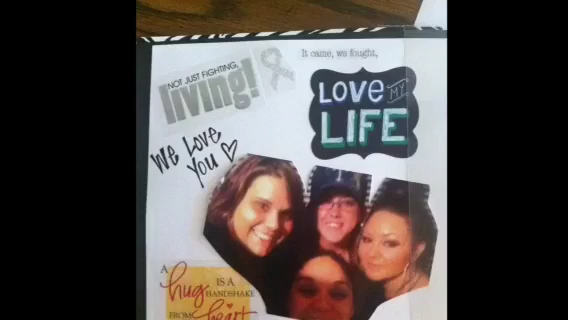 It came, we fought,
NOT JUST FIGHTING,
living!
LOVE MY
LIFE
WE LOVE
YOU
A
hug IS A
HANDSHAKE
FROM heart